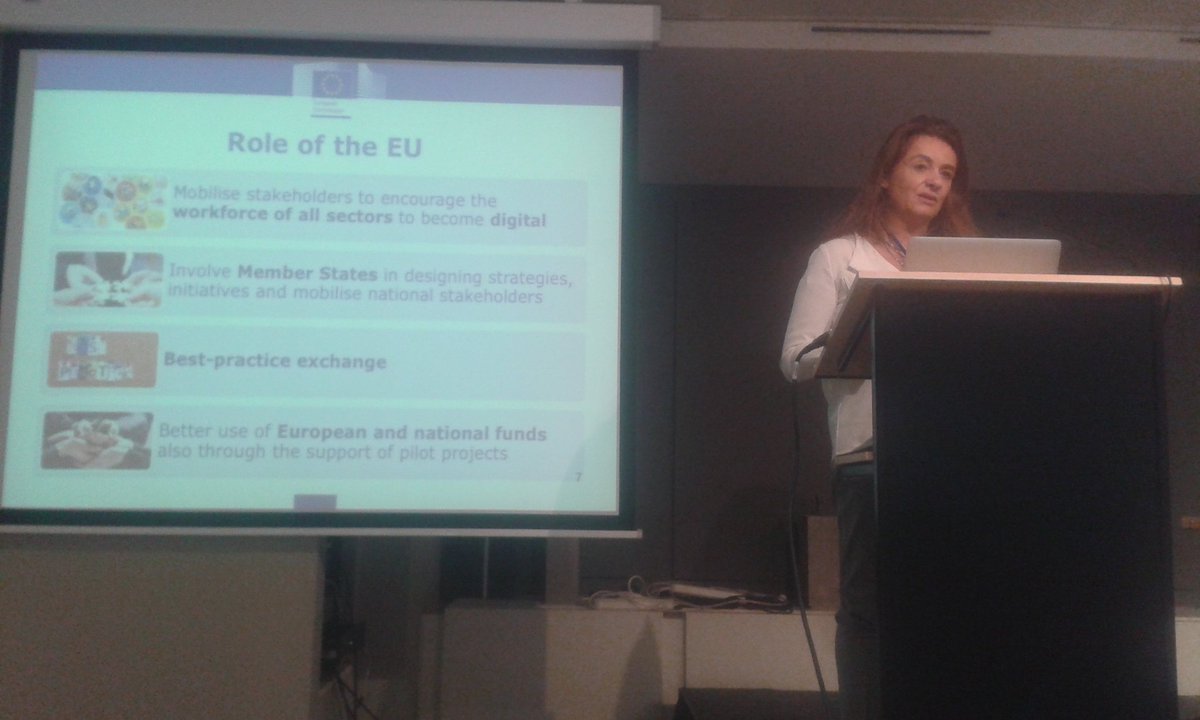 Role of the EU
Mobilise stakeholders to encourage the
workforce of all sectors to become digital
Involve Member States in designing strategies,
initiatives and mobilise national stakeholders
Best-practice exchange
Better use of European and national funds
also through the support of pilot projects
7